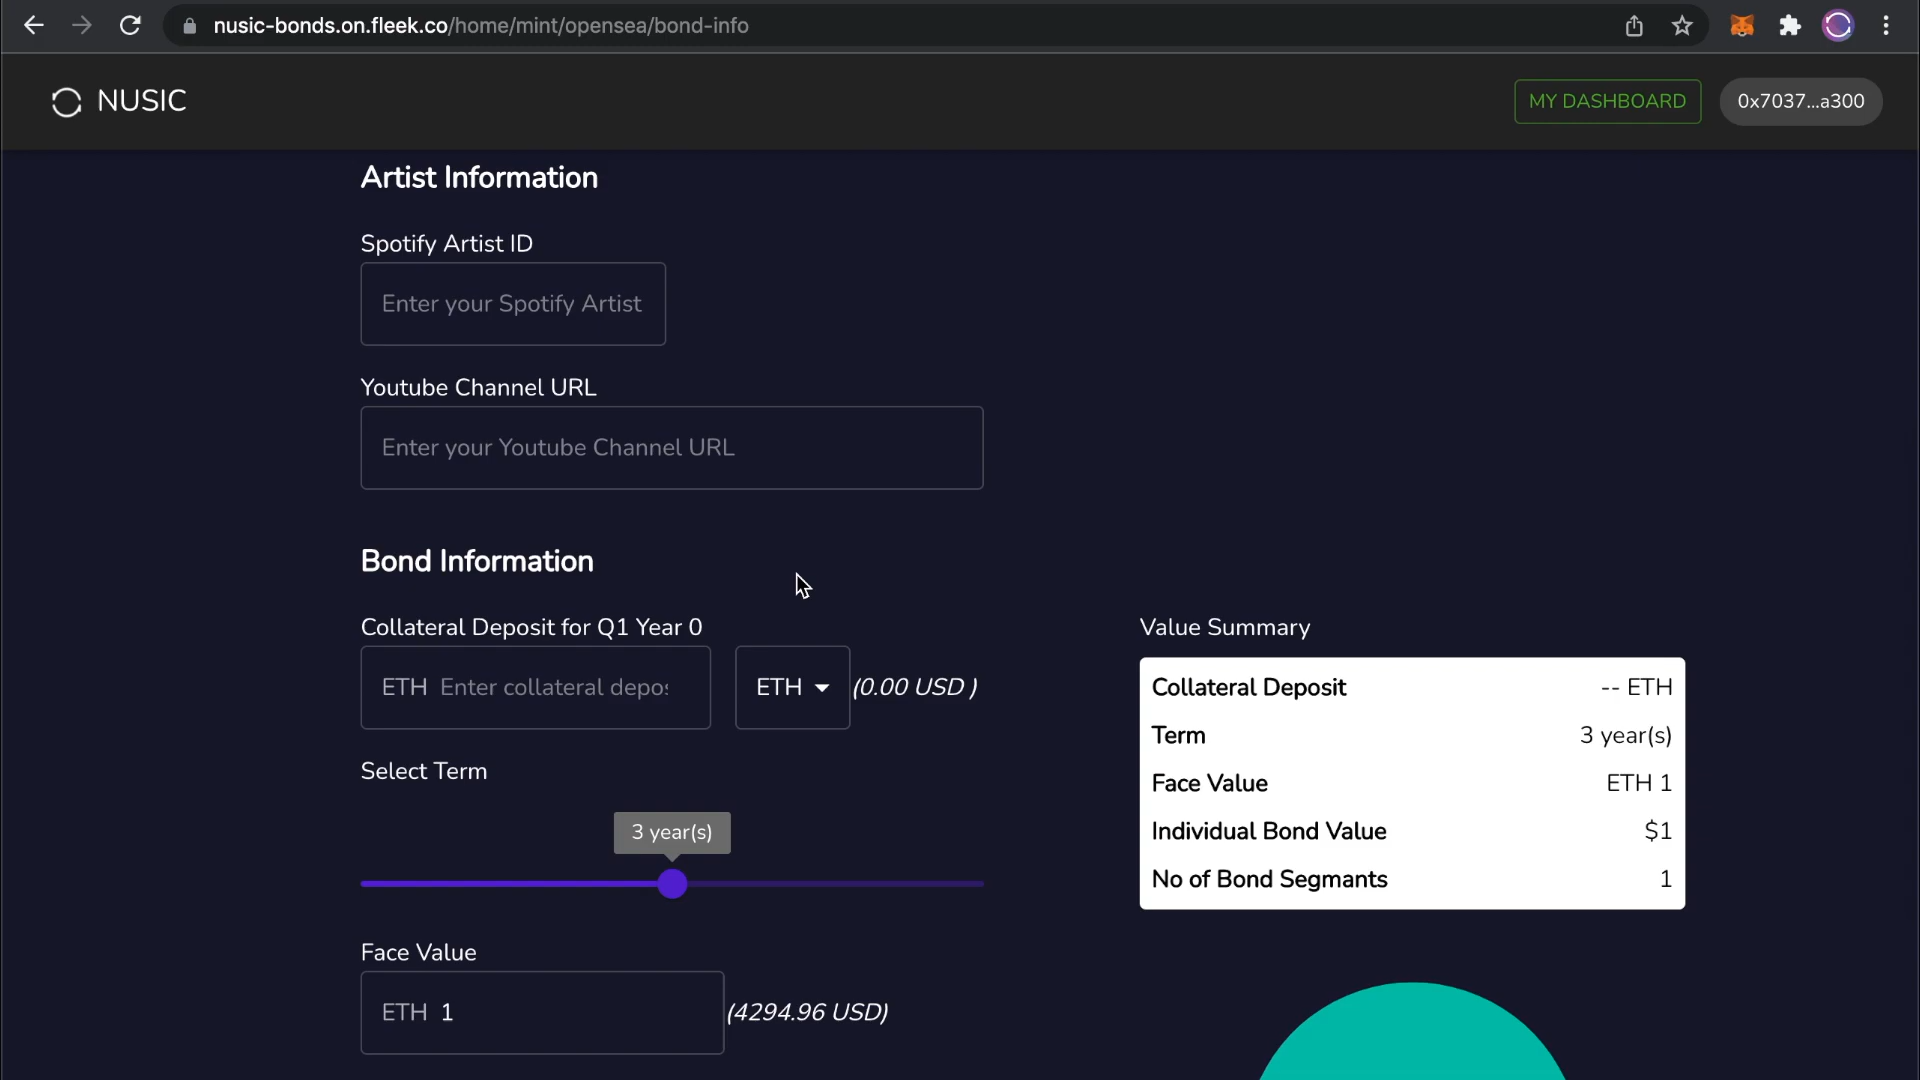 nusic-bonds.on.fleek.co/home/mint/opensea/bond-info
NUSIC
MY DASHBOARD
0x7037...a300
Artist Information
Spotify Artist ID
Enter your Spotify Artist
Youtube Channel URL
Enter your Youtube Channel URL
Bond Information
Collateral Deposit for Q1 Year 0
ETH Enter collateral depos
ETH
(0.00 USD )
Select Term
3 year(s)
Face Value
ETH 1
(4294.96 USD)
Value Summary
Collateral Deposit -- ETH
Term 3 year(s)
Face Value ETH 1
Individual Bond Value $1
No of Bond Segmants 1